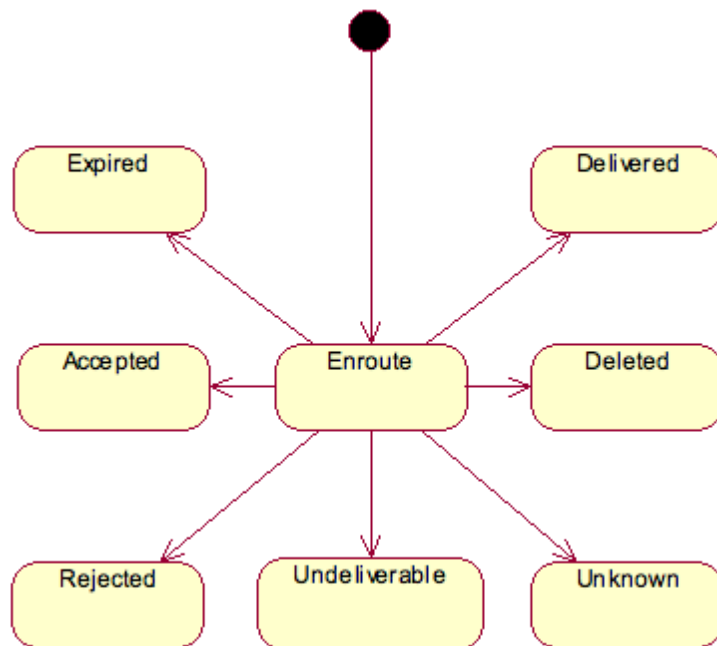 Expired
Delivered
Accepted
Enroute
Deleted
Rejected
Undeliverable
Unknown